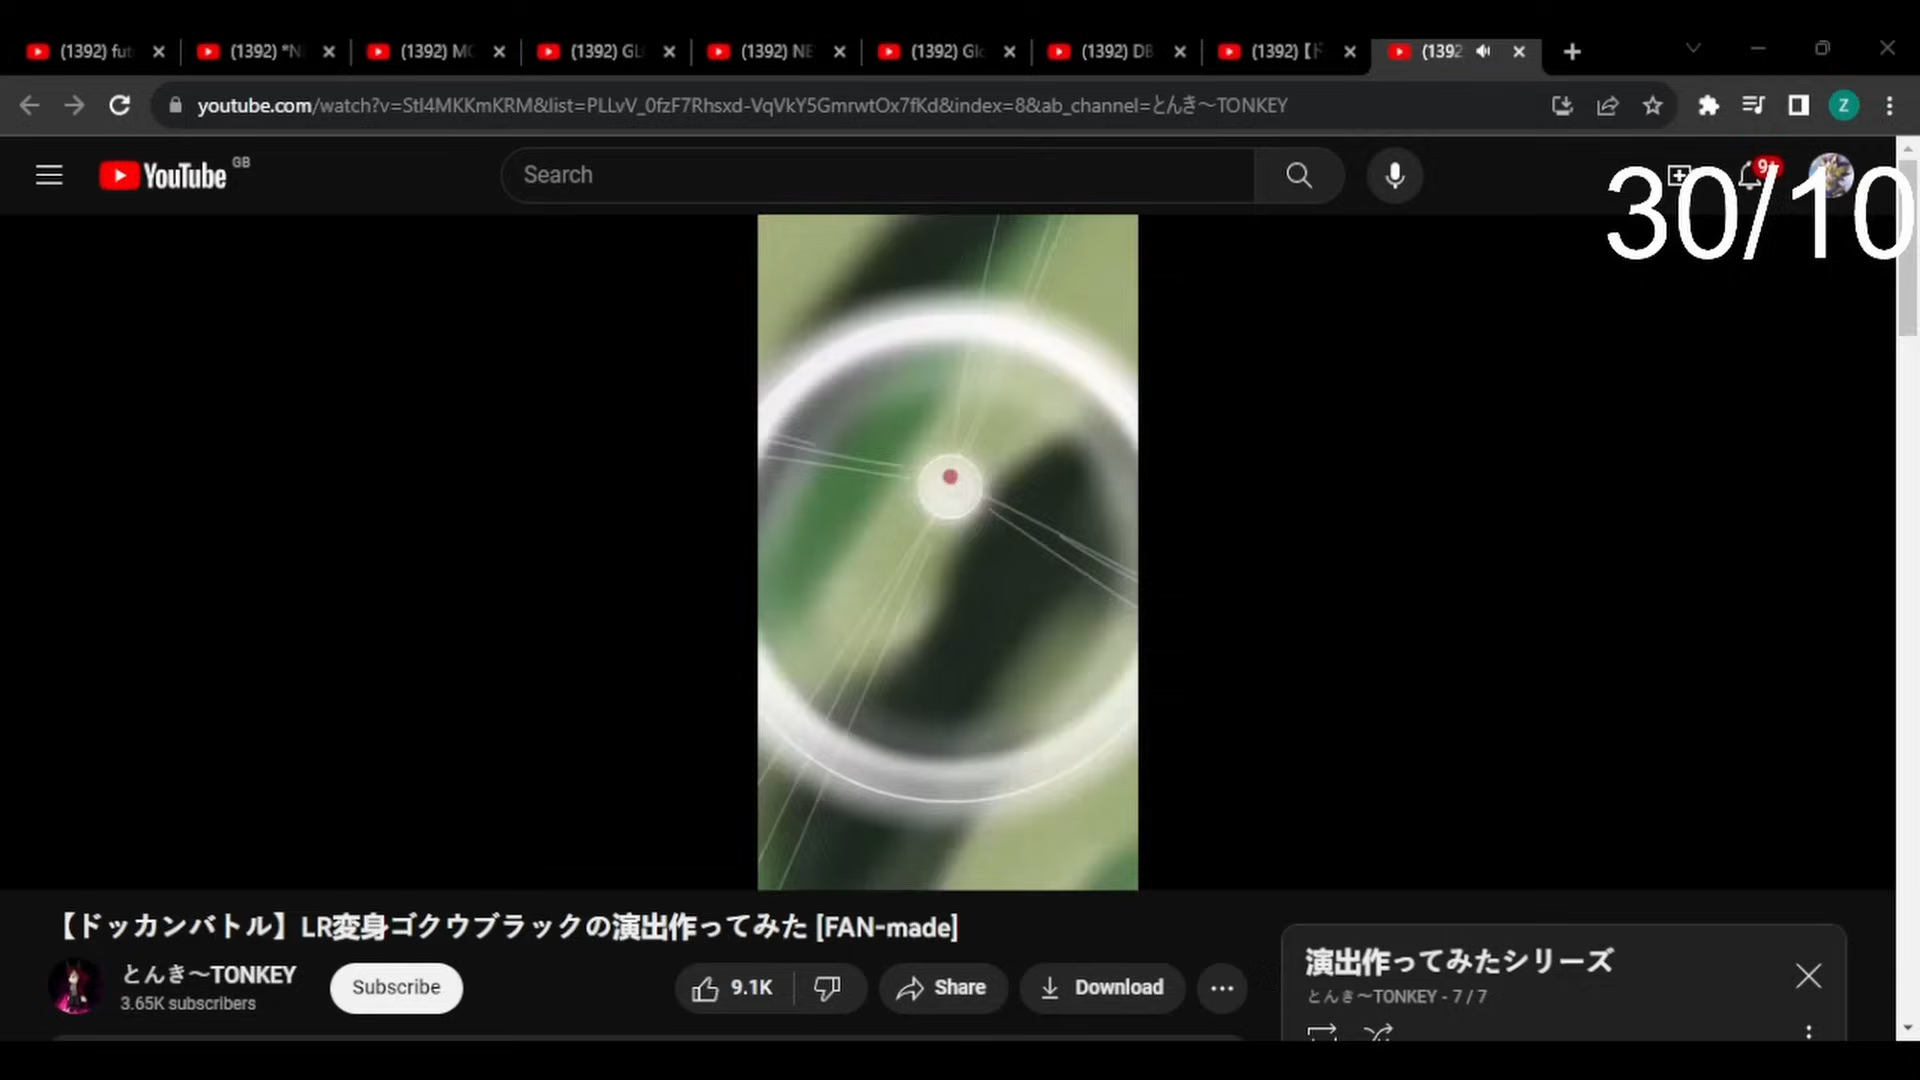 (1392) fut
(1392) *N
(1392) MC
(1392) GL
(1392) NE
(1392) Glo
(1392) DB
(1392)【ド
(1392
youtube.com/watch?v=StI4MKKmKRM&list=PLLvV_0fzF7Rhsxd-VqVkY5GmrwtOx7fKd&index=8&ab_channel=とんき〜TONKEY
Z
YouTube GB
Search
9+
30/10
【ドッカンバトル】LR変身ゴクウブラックの演出作ってみた [FAN-made]
とんき〜TONKEY
3.65K subscribers
Subscribe
9.1K
Share
Download
演出作ってみたシリーズ
とんき〜TONKEY - 7 / 7